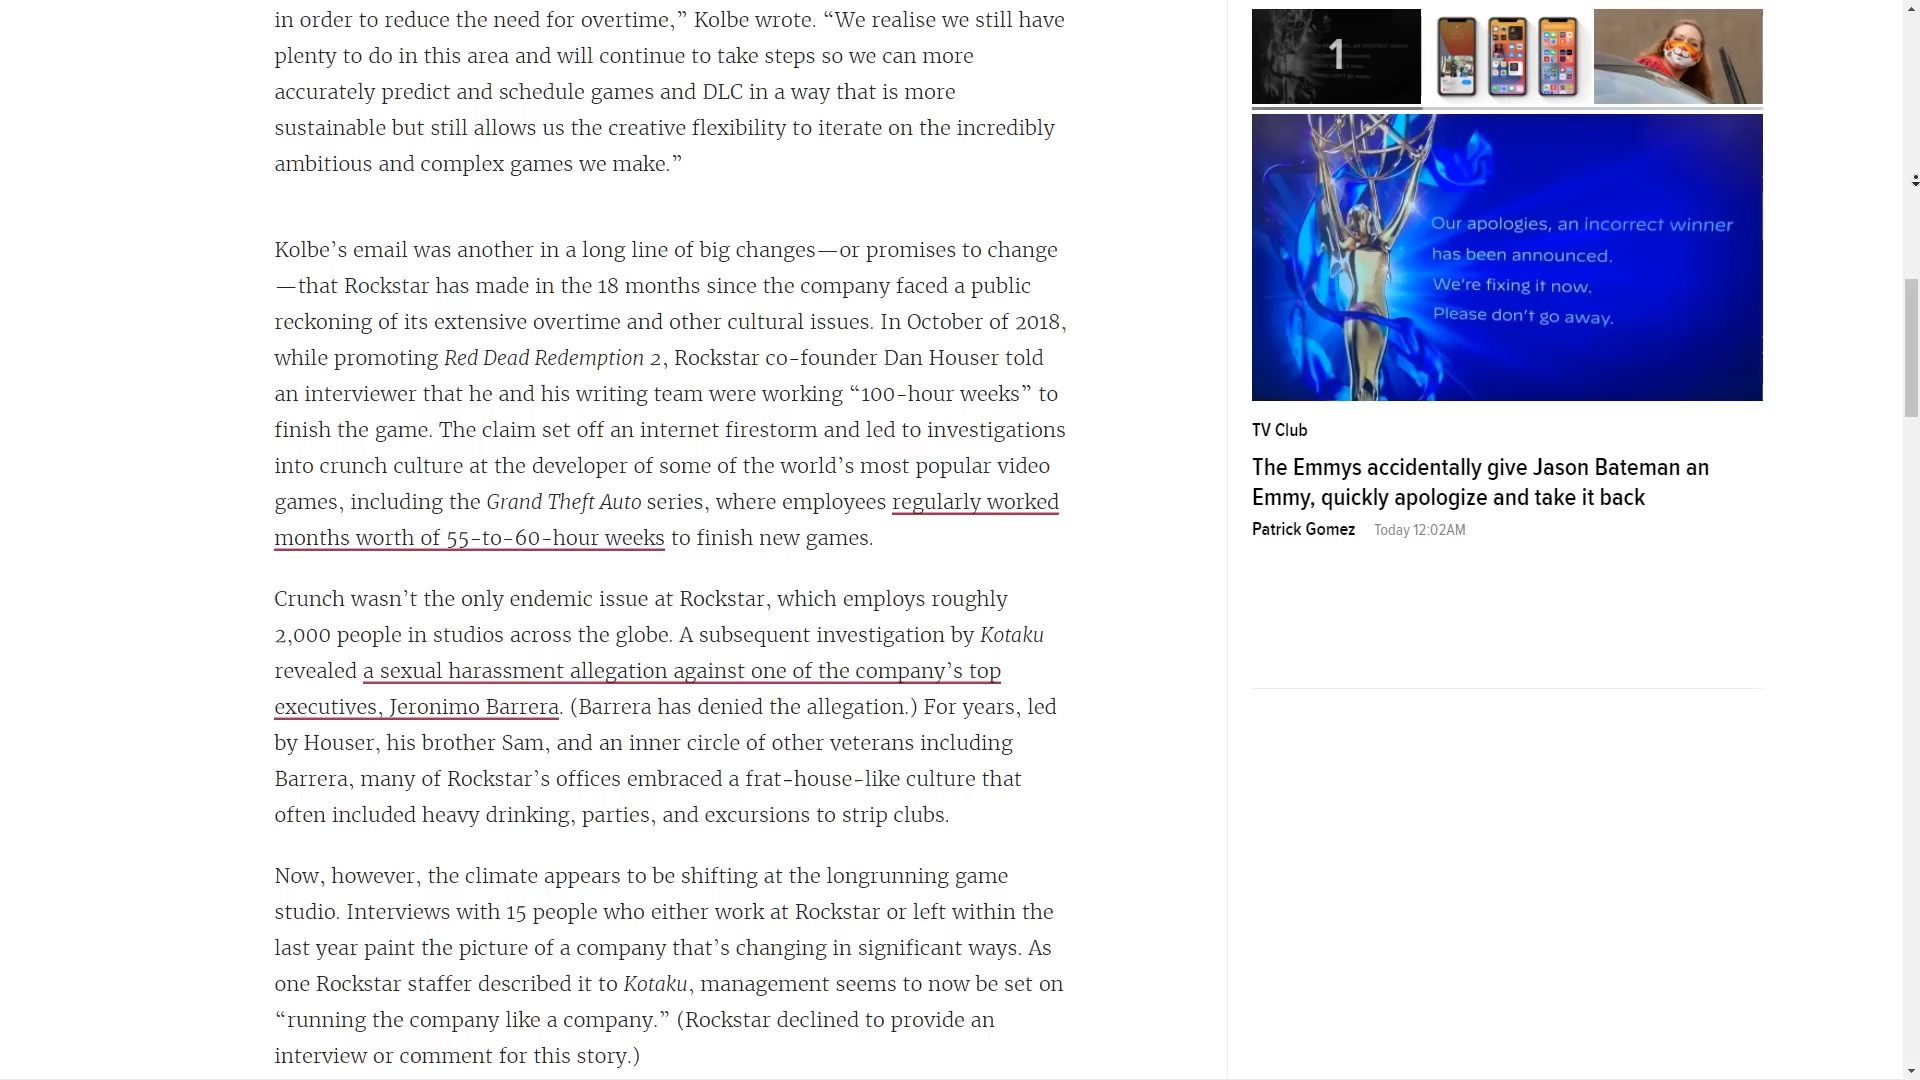 in order to reduce the need for overtime,” Kolbe wrote. “We realise we still have
plenty to do in this area and will continue to take steps so we can more
accurately predict and schedule games and DLC in a way that is more
sustainable but still allows us the creative flexibility to iterate on the incredibly
ambitious and complex games we make.”
Kolbe’s email was another in a long line of big changes—or promises to change
—that Rockstar has made in the 18 months since the company faced a public
reckoning of its extensive overtime and other cultural issues. In October of 2018,
while promoting Red Dead Redemption 2, Rockstar co-founder Dan Houser told
an interviewer that he and his writing team were working “100-hour weeks” to
finish the game. The claim set off an internet firestorm and led to investigations
into crunch culture at the developer of some of the world’s most popular video
games, including the Grand Theft Auto series, where employees regularly worked
months worth of 55-to-60-hour weeks to finish new games.
Crunch wasn’t the only endemic issue at Rockstar, which employs roughly
2,000 people in studios across the globe. A subsequent investigation by Kotaku
revealed a sexual harassment allegation against one of the company’s top
executives, Jeronimo Barrera. (Barrera has denied the allegation.) For years, led
by Houser, his brother Sam, and an inner circle of other veterans including
Barrera, many of Rockstar’s offices embraced a frat-house-like culture that
often included heavy drinking, parties, and excursions to strip clubs.
Now, however, the climate appears to be shifting at the longrunning game
studio. Interviews with 15 people who either work at Rockstar or left within the
last year paint the picture of a company that’s changing in significant ways. As
one Rockstar staffer described it to Kotaku, management seems to now be set on
“running the company like a company.” (Rockstar declined to provide an
interview or comment for this story.)
1
Our apologies, an incorrect winner
has been announced.
We’re fixing it now.
Please don’t go away.
TV Club
The Emmys accidentally give Jason Bateman an
Emmy, quickly apologize and take it back
Patrick Gomez Today 12:02AM